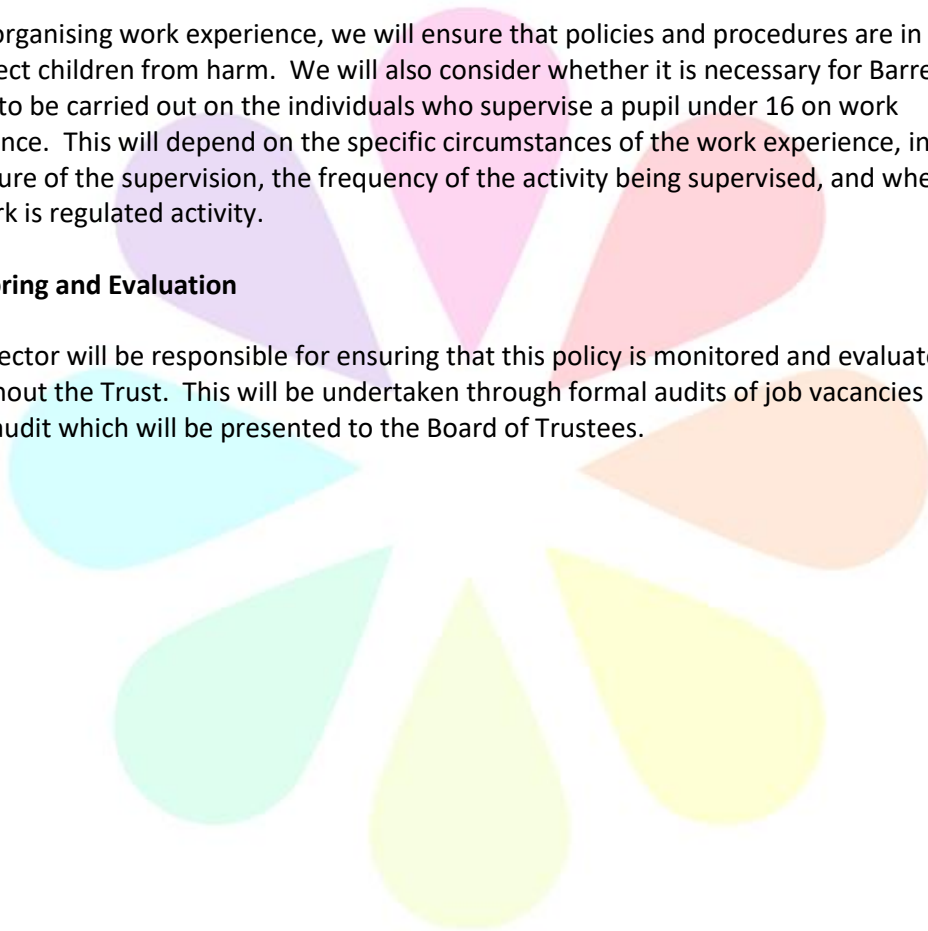 organising work experience, we will ensure that policies and procedures are in
ect children from harm. We will also consider whether it is necessary for Barre
to be carried out on the individuals who supervise a pupil under 16 on work
nce. This will depend on the specific circumstances of the work experience, in
ure of the supervision, the frequency of the activity being supervised, and whe
rk is regulated activity.
ring and Evaluation
ector will be responsible for ensuring that this policy is monitored and evaluat
hout the Trust. This will be undertaken through formal audits of job vacancies
audit which will be presented to the Board of Trustees.